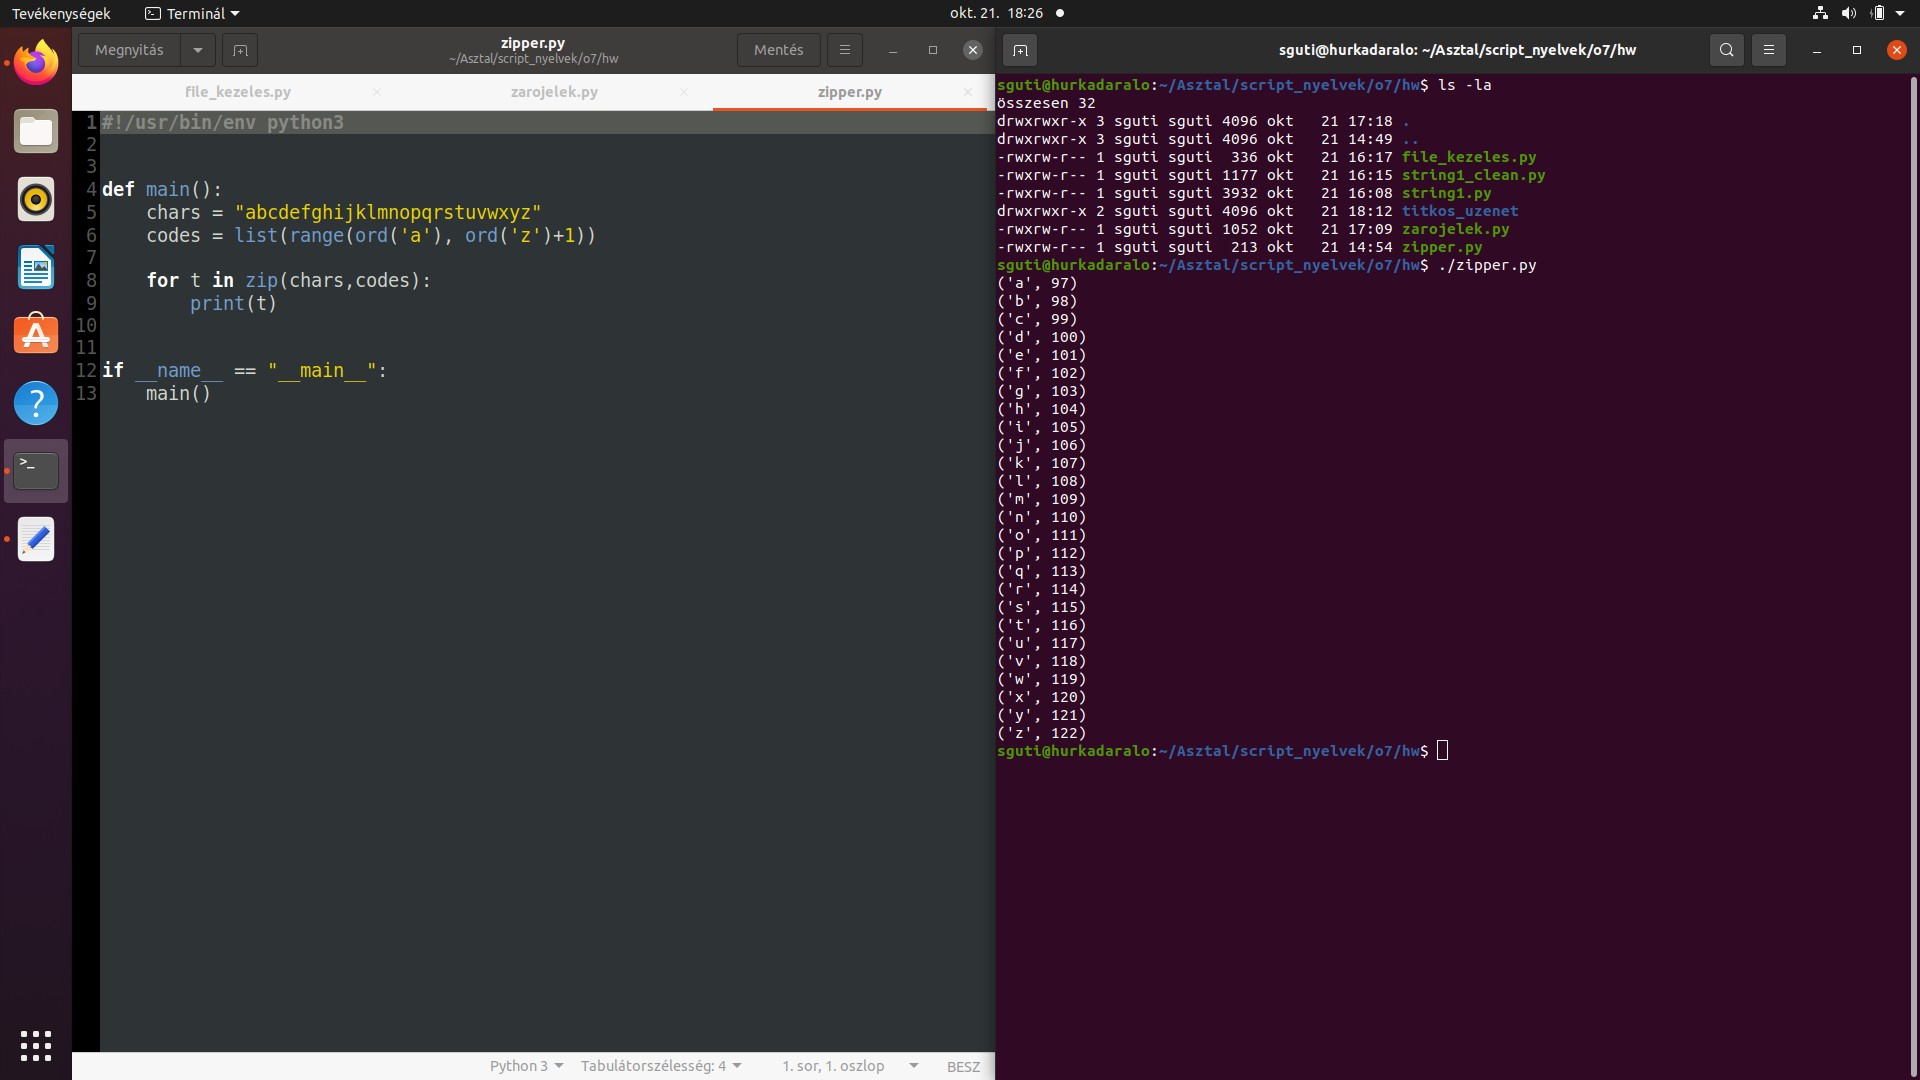 Tevékenységek
Terminál
okt. 21. 18:26
Megnyitás
zipper.py
~/Asztal/script_nyelvek/o7/hw
Mentés
file_kezeles.py
zarojelek.py
zipper.py
1 #!/usr/bin/env python3
2
3
4 def main():
5     chars = "abcdefghijklmnopqrstuvwxyz"
6     codes = list(range(ord('a'), ord('z')+1))
7
8     for t in zip(chars,codes):
9         print(t)
10
11
12 if __name__ == "__main__":
13     main()
Python 3
Tabulátorszélesség: 4
1. sor, 1. oszlop
BESZ
sguti@hurkadaralo: ~/Asztal/script_nyelvek/o7/hw
sguti@hurkadaralo:~/Asztal/script_nyelvek/o7/hw$ ls -la
összesen 32
drwxrwxr-x 3 sguti sguti 4096 okt   21 17:18 .
drwxrwxr-x 3 sguti sguti 4096 okt   21 14:49 ..
-rwxrw-r-- 1 sguti sguti  336 okt   21 16:17 file_kezeles.py
-rwxrw-r-- 1 sguti sguti 1177 okt   21 16:15 string1_clean.py
-rwxrw-r-- 1 sguti sguti 3932 okt   21 16:08 string1.py
drwxrwxr-x 2 sguti sguti 4096 okt   21 18:12 titkos_uzenet
-rwxrw-r-- 1 sguti sguti 1052 okt   21 17:09 zarojelek.py
-rwxrw-r-- 1 sguti sguti  213 okt   21 14:54 zipper.py
sguti@hurkadaralo:~/Asztal/script_nyelvek/o7/hw$ ./zipper.py
('a', 97)
('b', 98)
('c', 99)
('d', 100)
('e', 101)
('f', 102)
('g', 103)
('h', 104)
('i', 105)
('j', 106)
('k', 107)
('l', 108)
('m', 109)
('n', 110)
('o', 111)
('p', 112)
('q', 113)
('r', 114)
('s', 115)
('t', 116)
('u', 117)
('v', 118)
('w', 119)
('x', 120)
('y', 121)
('z', 122)
sguti@hurkadaralo:~/Asztal/script_nyelvek/o7/hw$